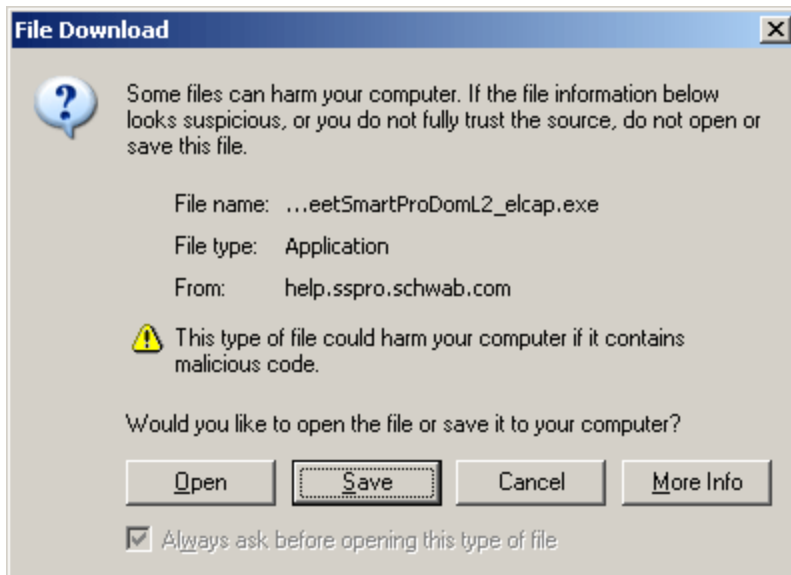 File Download
Some files can harm your computer. If the file information below
looks suspicious, or you do not fully trust the source, do not open or
save this file.
File name: ...eetSmartProDomL2_elcap.exe
File type: Application
From: help.sspro.schwab.com
This type of file could harm your computer if it contains
malicious code.
Would you like to open the file or save it to your computer?
Open Save Cancel More Info
Always ask before opening this type of file